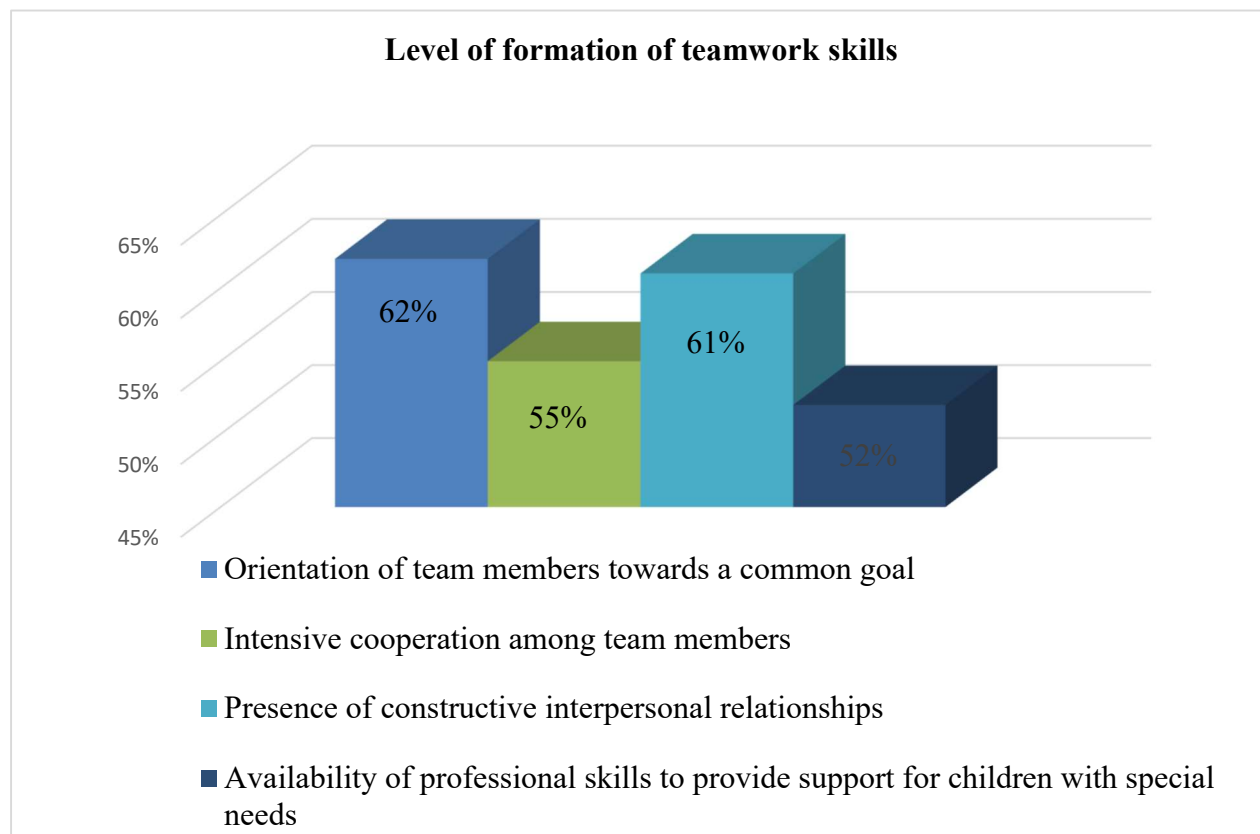 Level of formation of teamwork skills
65%
60%
55%
50%
45%
62%
55%
61%
52%
Orientation of team members towards a common goal
Intensive cooperation among team members
Presence of constructive interpersonal relationships
Availability of professional skills to provide support for children with special
needs